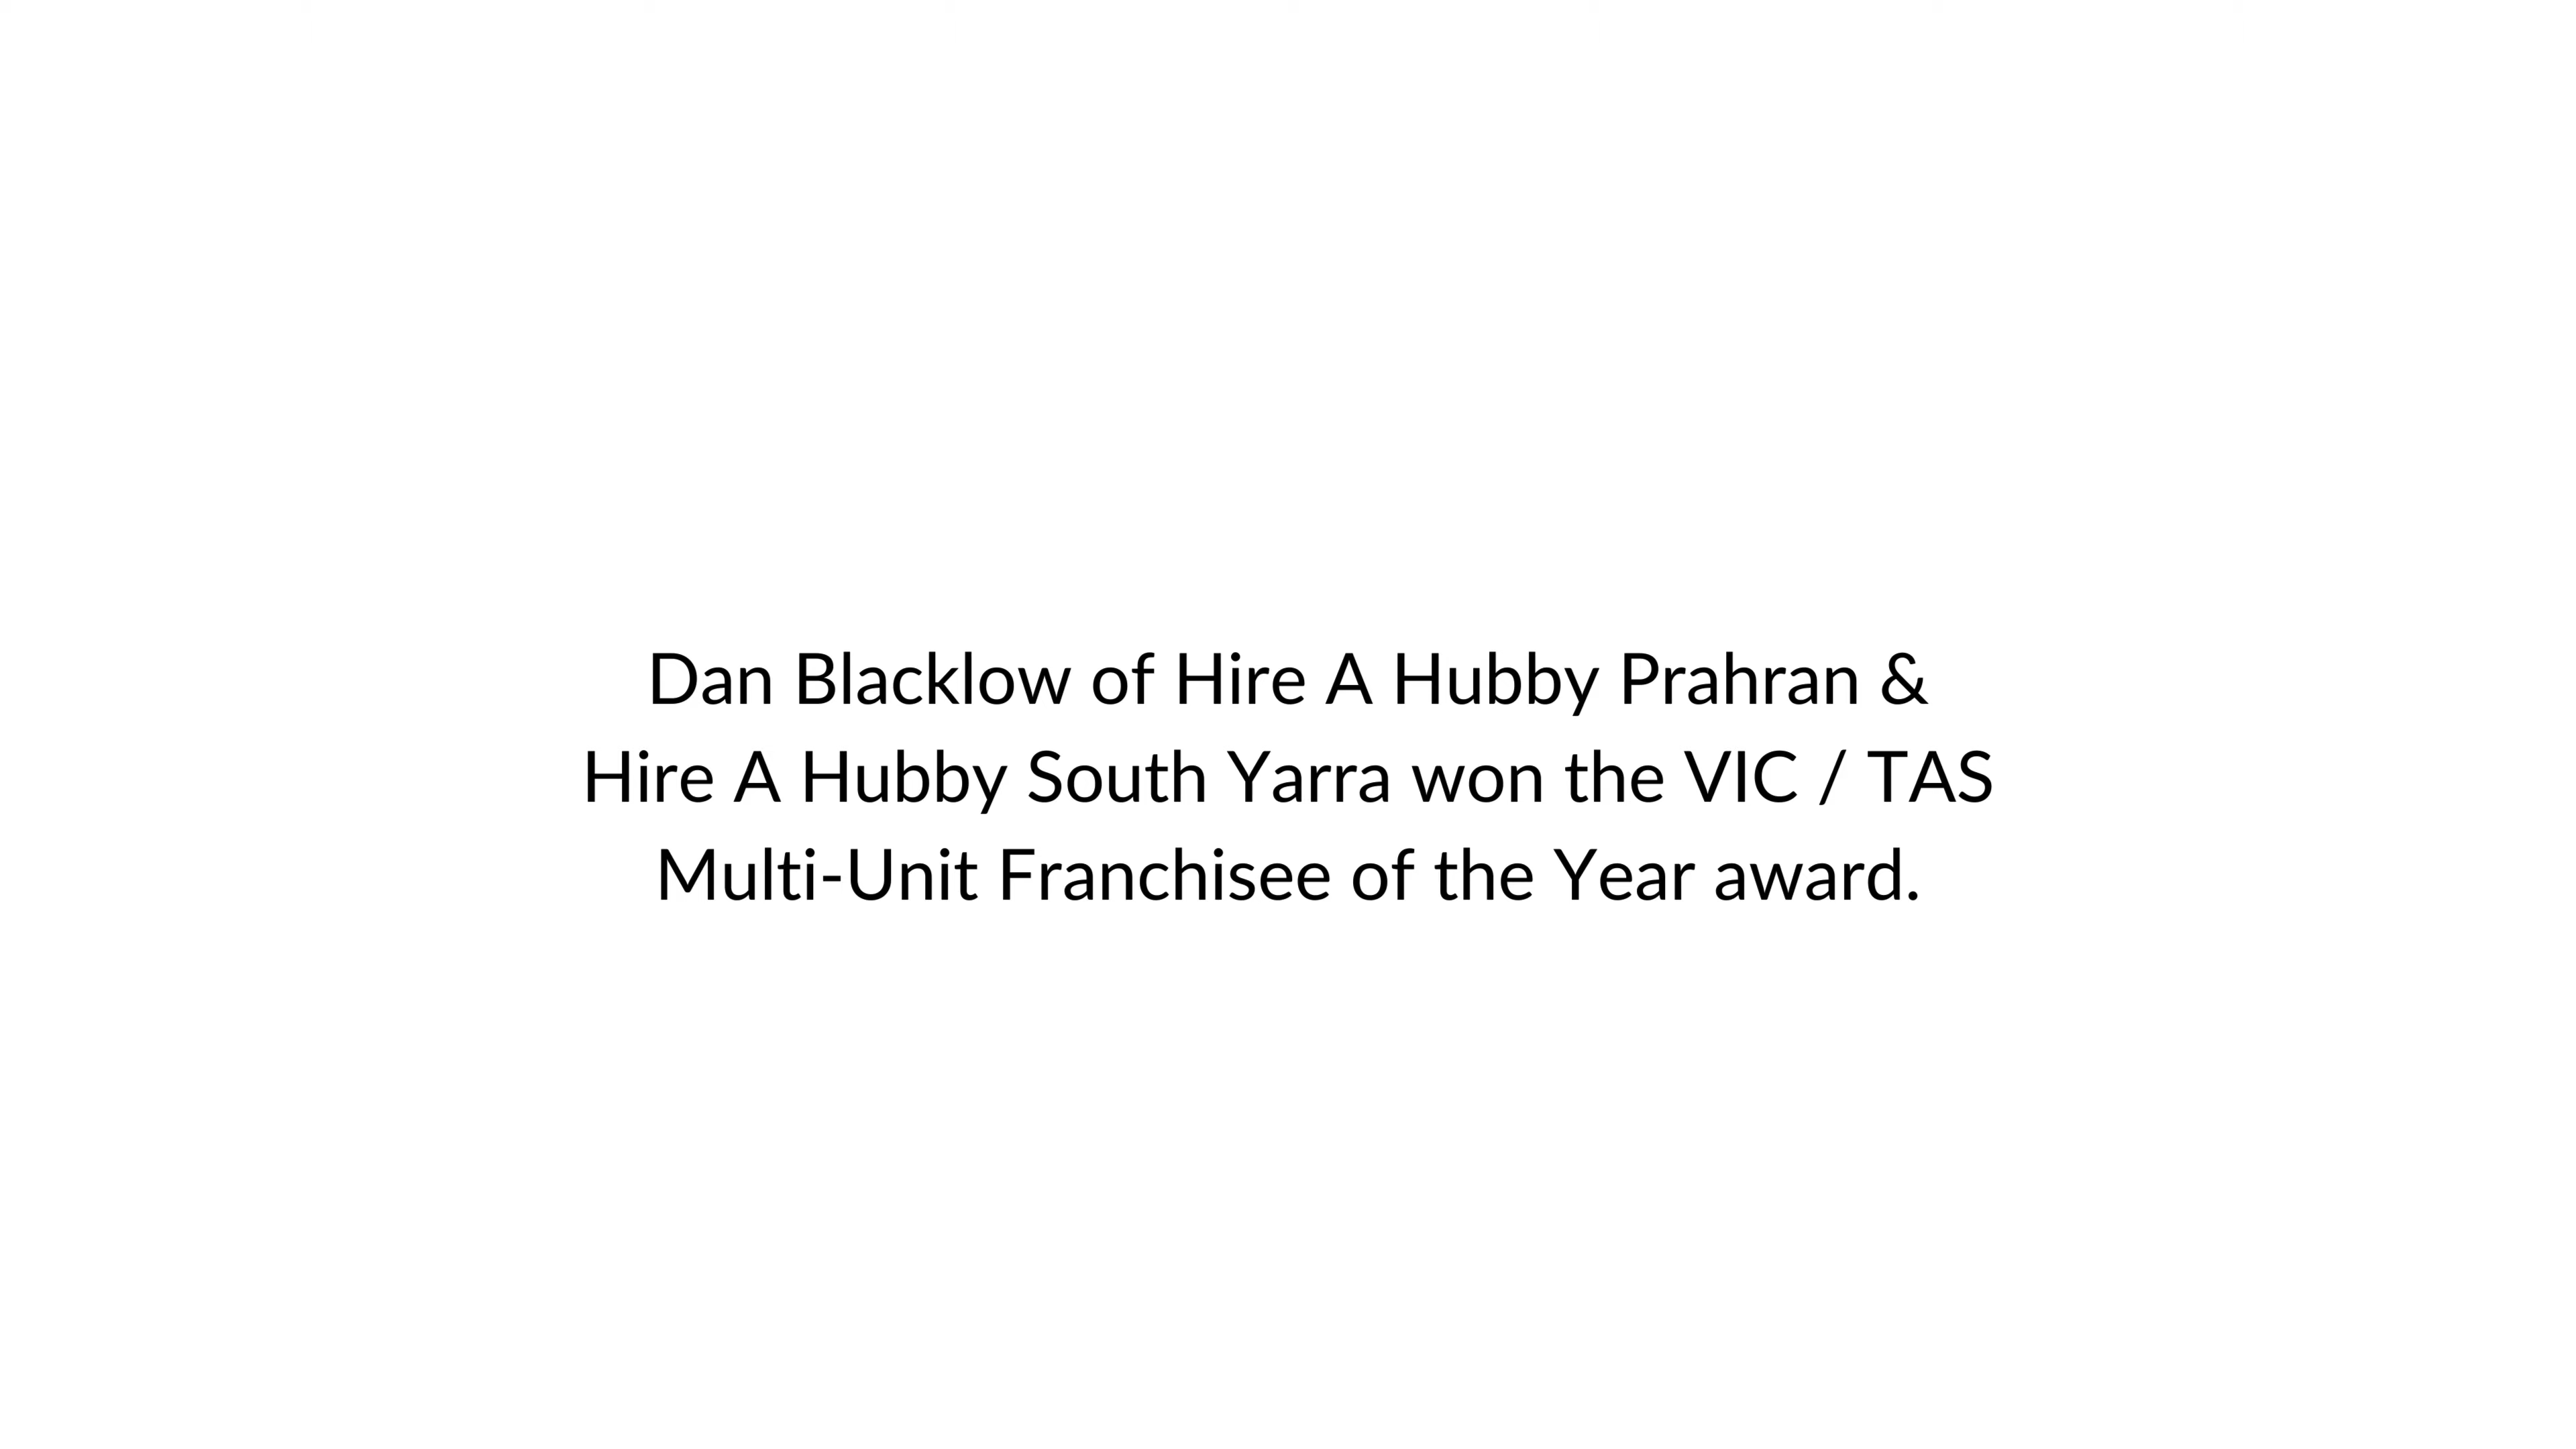 Dan Blacklow of Hire A Hubby Prahran &
Hire A Hubby South Yarra won the VIC / TAS
Multi-Unit Franchisee of the Year award.